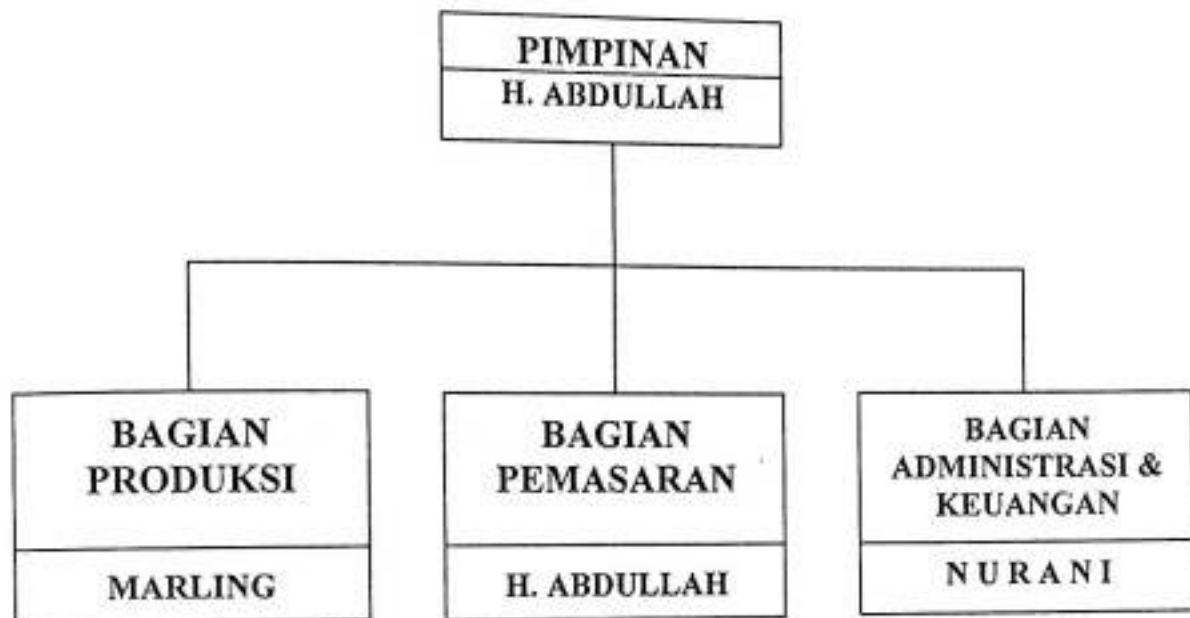 PIMPINAN
H. ABDULLAH
BAGIAN
PRODUKSI
MARLING
BAGIAN
PEMASARAN
H. ABDULLAH
BAGIAN
ADMINISTRASI &
KEUANGAN
N U R A N I